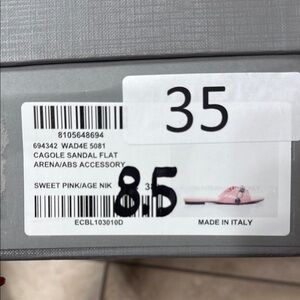 35
8105648694
694342 WAD4E 5081
CAGOLE SANDAL FLAT
ARENA/ABS ACCESSORY
SWEET PINK/AGE NIK
8.5
ECBL103010D
MADE IN ITALY